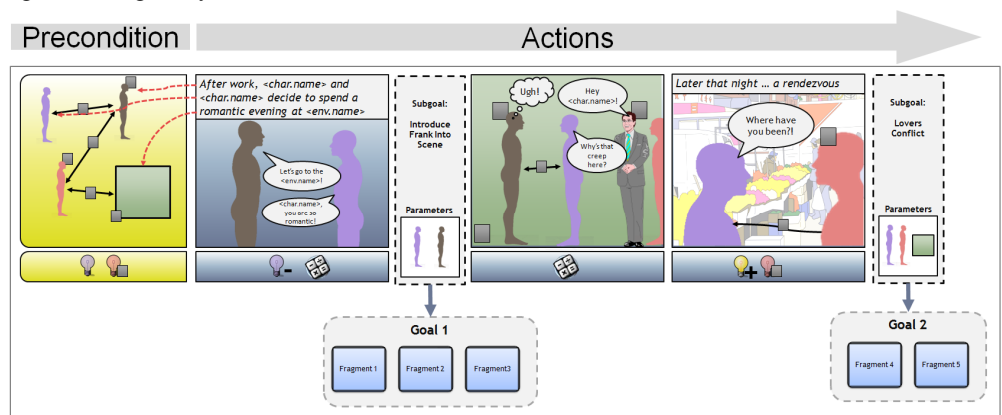 Precondition
Actions
After work, <char.name> and
<char.name> decide to spend a
romantic evening at <env.name>
Let's go to the
<env.name>!
<char.name>,
you are so
romantic!
Subgoal:
Introduce
Frank Into
Scene
Parameters
Ugh!
Hey
<char.name>!
Why's that
creep
here?
Later that night ... a rendezvous
Where have
you been?!
Subgoal:
Lovers
Conflict
Parameters
Goal 1
Fragment 1
Fragment 2
Fragment3
Goal 2
Fragment 4
Fragment 5